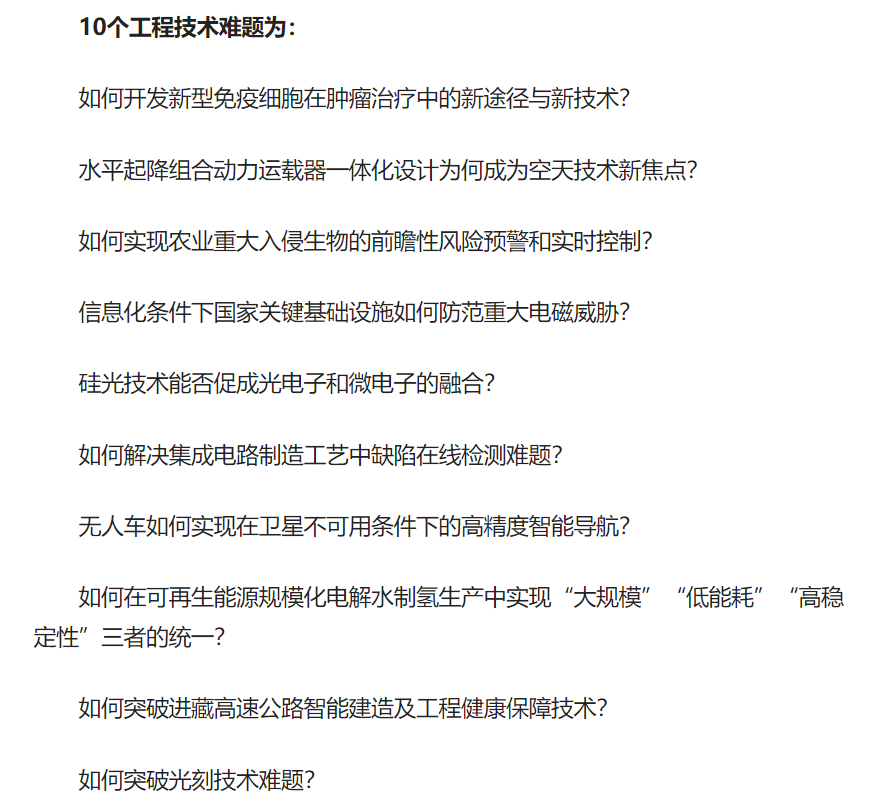 10个工程技术难题为：
如何开发新型免疫细胞在肿瘤治疗中的新途径与新技术？
水平起降组合动力运载器一体化设计为何成为空天技术新焦点？
如何实现农业重大入侵生物的前瞻性风险预警和实时控制？
信息化条件下国家关键基础设施如何防范重大电磁威胁？
硅光技术能否促成光电子和微电子的融合？
如何解决集成电路制造工艺中缺陷在线检测难题？
无人车如何实现在卫星不可用条件下的高精度智能导航？
如何在可再生能源规模化电解水制氢生产中实现“大规模”“低能耗”“高稳
定性”三者的统一？
如何突破进藏高速公路智能建造及工程健康保障技术？
如何突破光刻技术难题？